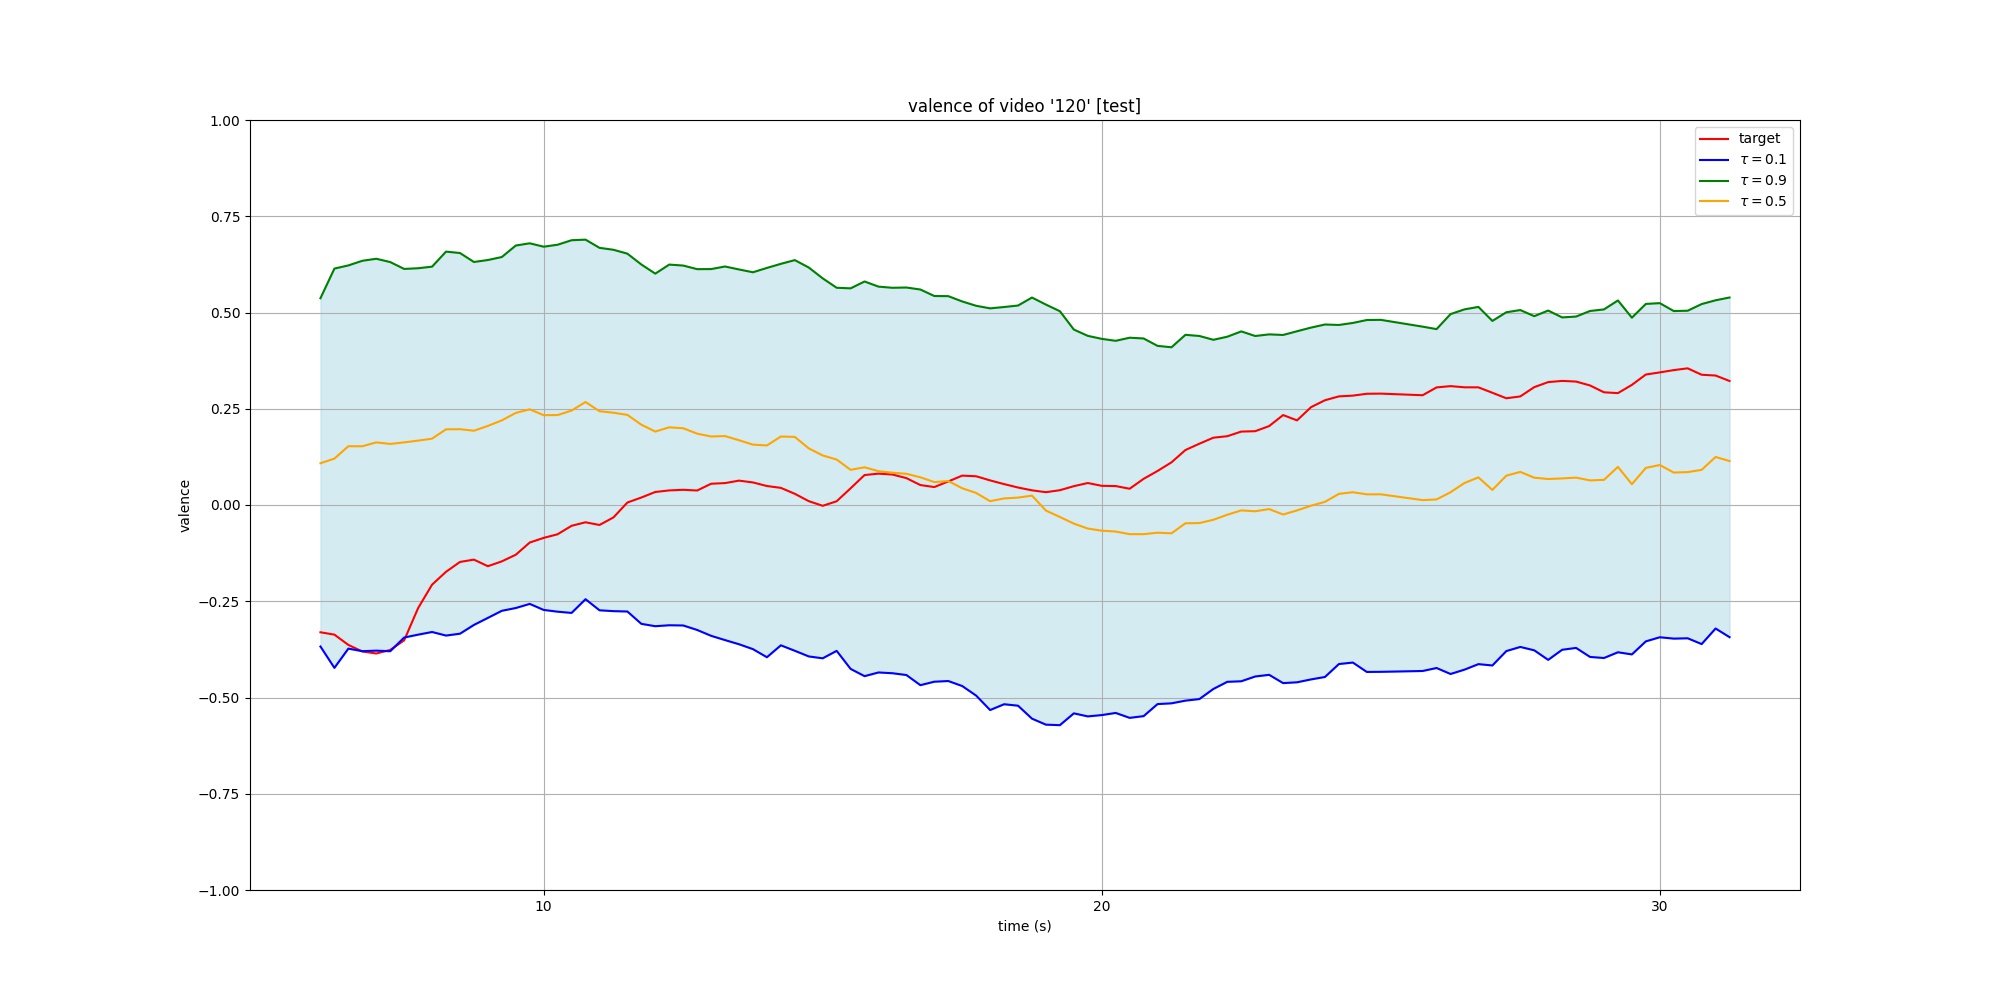 valence of video '120' [test]
1.00
0.75
0.50
0.25
0.00
−0.25
−0.50
−0.75
−1.00
valence
target
τ = 0.1
τ = 0.9
τ = 0.5
10
20
30
time (s)